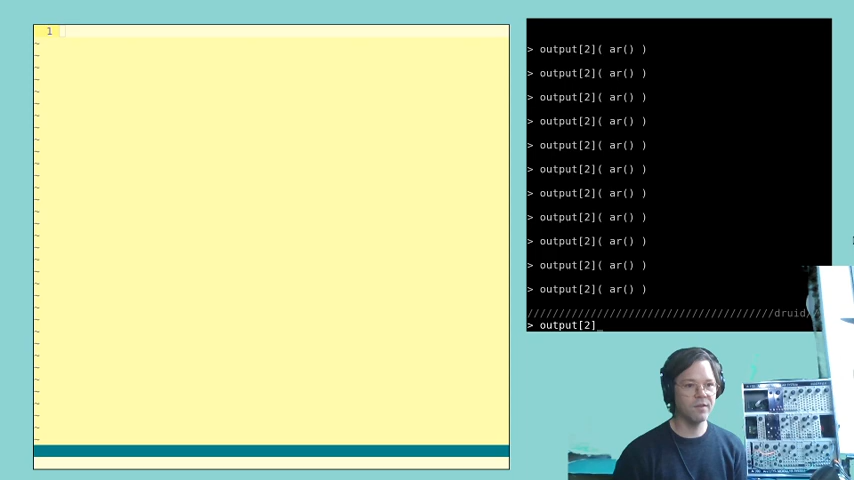 1
> output[2]( ar() )
> output[2]( ar() )
> output[2]( ar() )
> output[2]( ar() )
> output[2]( ar() )
> output[2]( ar() )
> output[2]( ar() )
> output[2]( ar() )
> output[2]( ar() )
> output[2]( ar() )
> output[2]( ar() )
///////////////////////////////////////druid/
> output[2]_